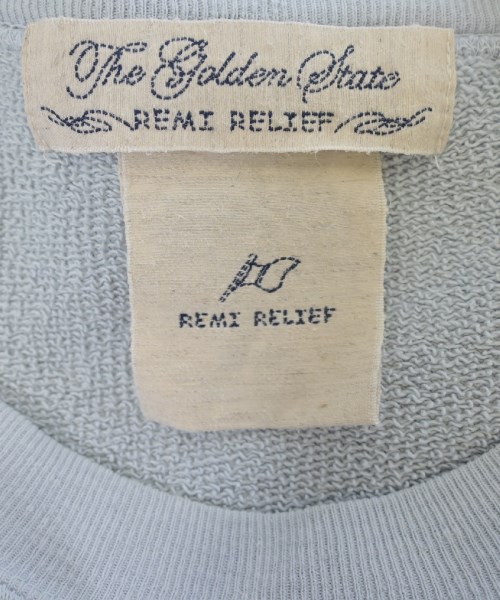 The Golden State
REMI RELIEF
REMI RELIEF